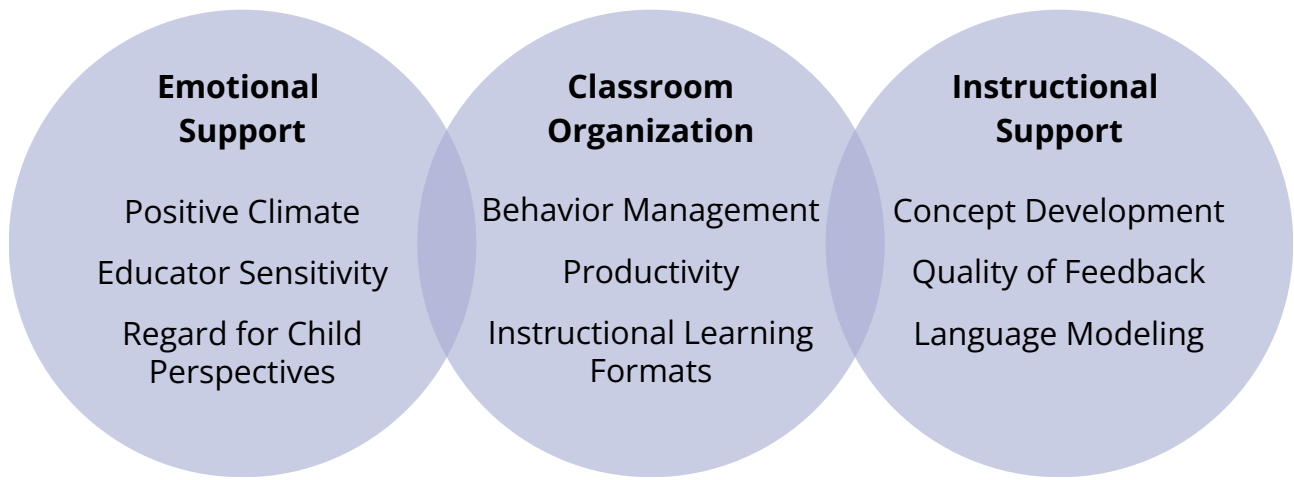 Emotional
Support
Positive Climate
Educator Sensitivity
Regard for Child
Perspectives
Classroom
Organization
Behavior Management
Productivity
Instructional Learning
Formats
Instructional
Support
Concept Development
Quality of Feedback
Language Modeling